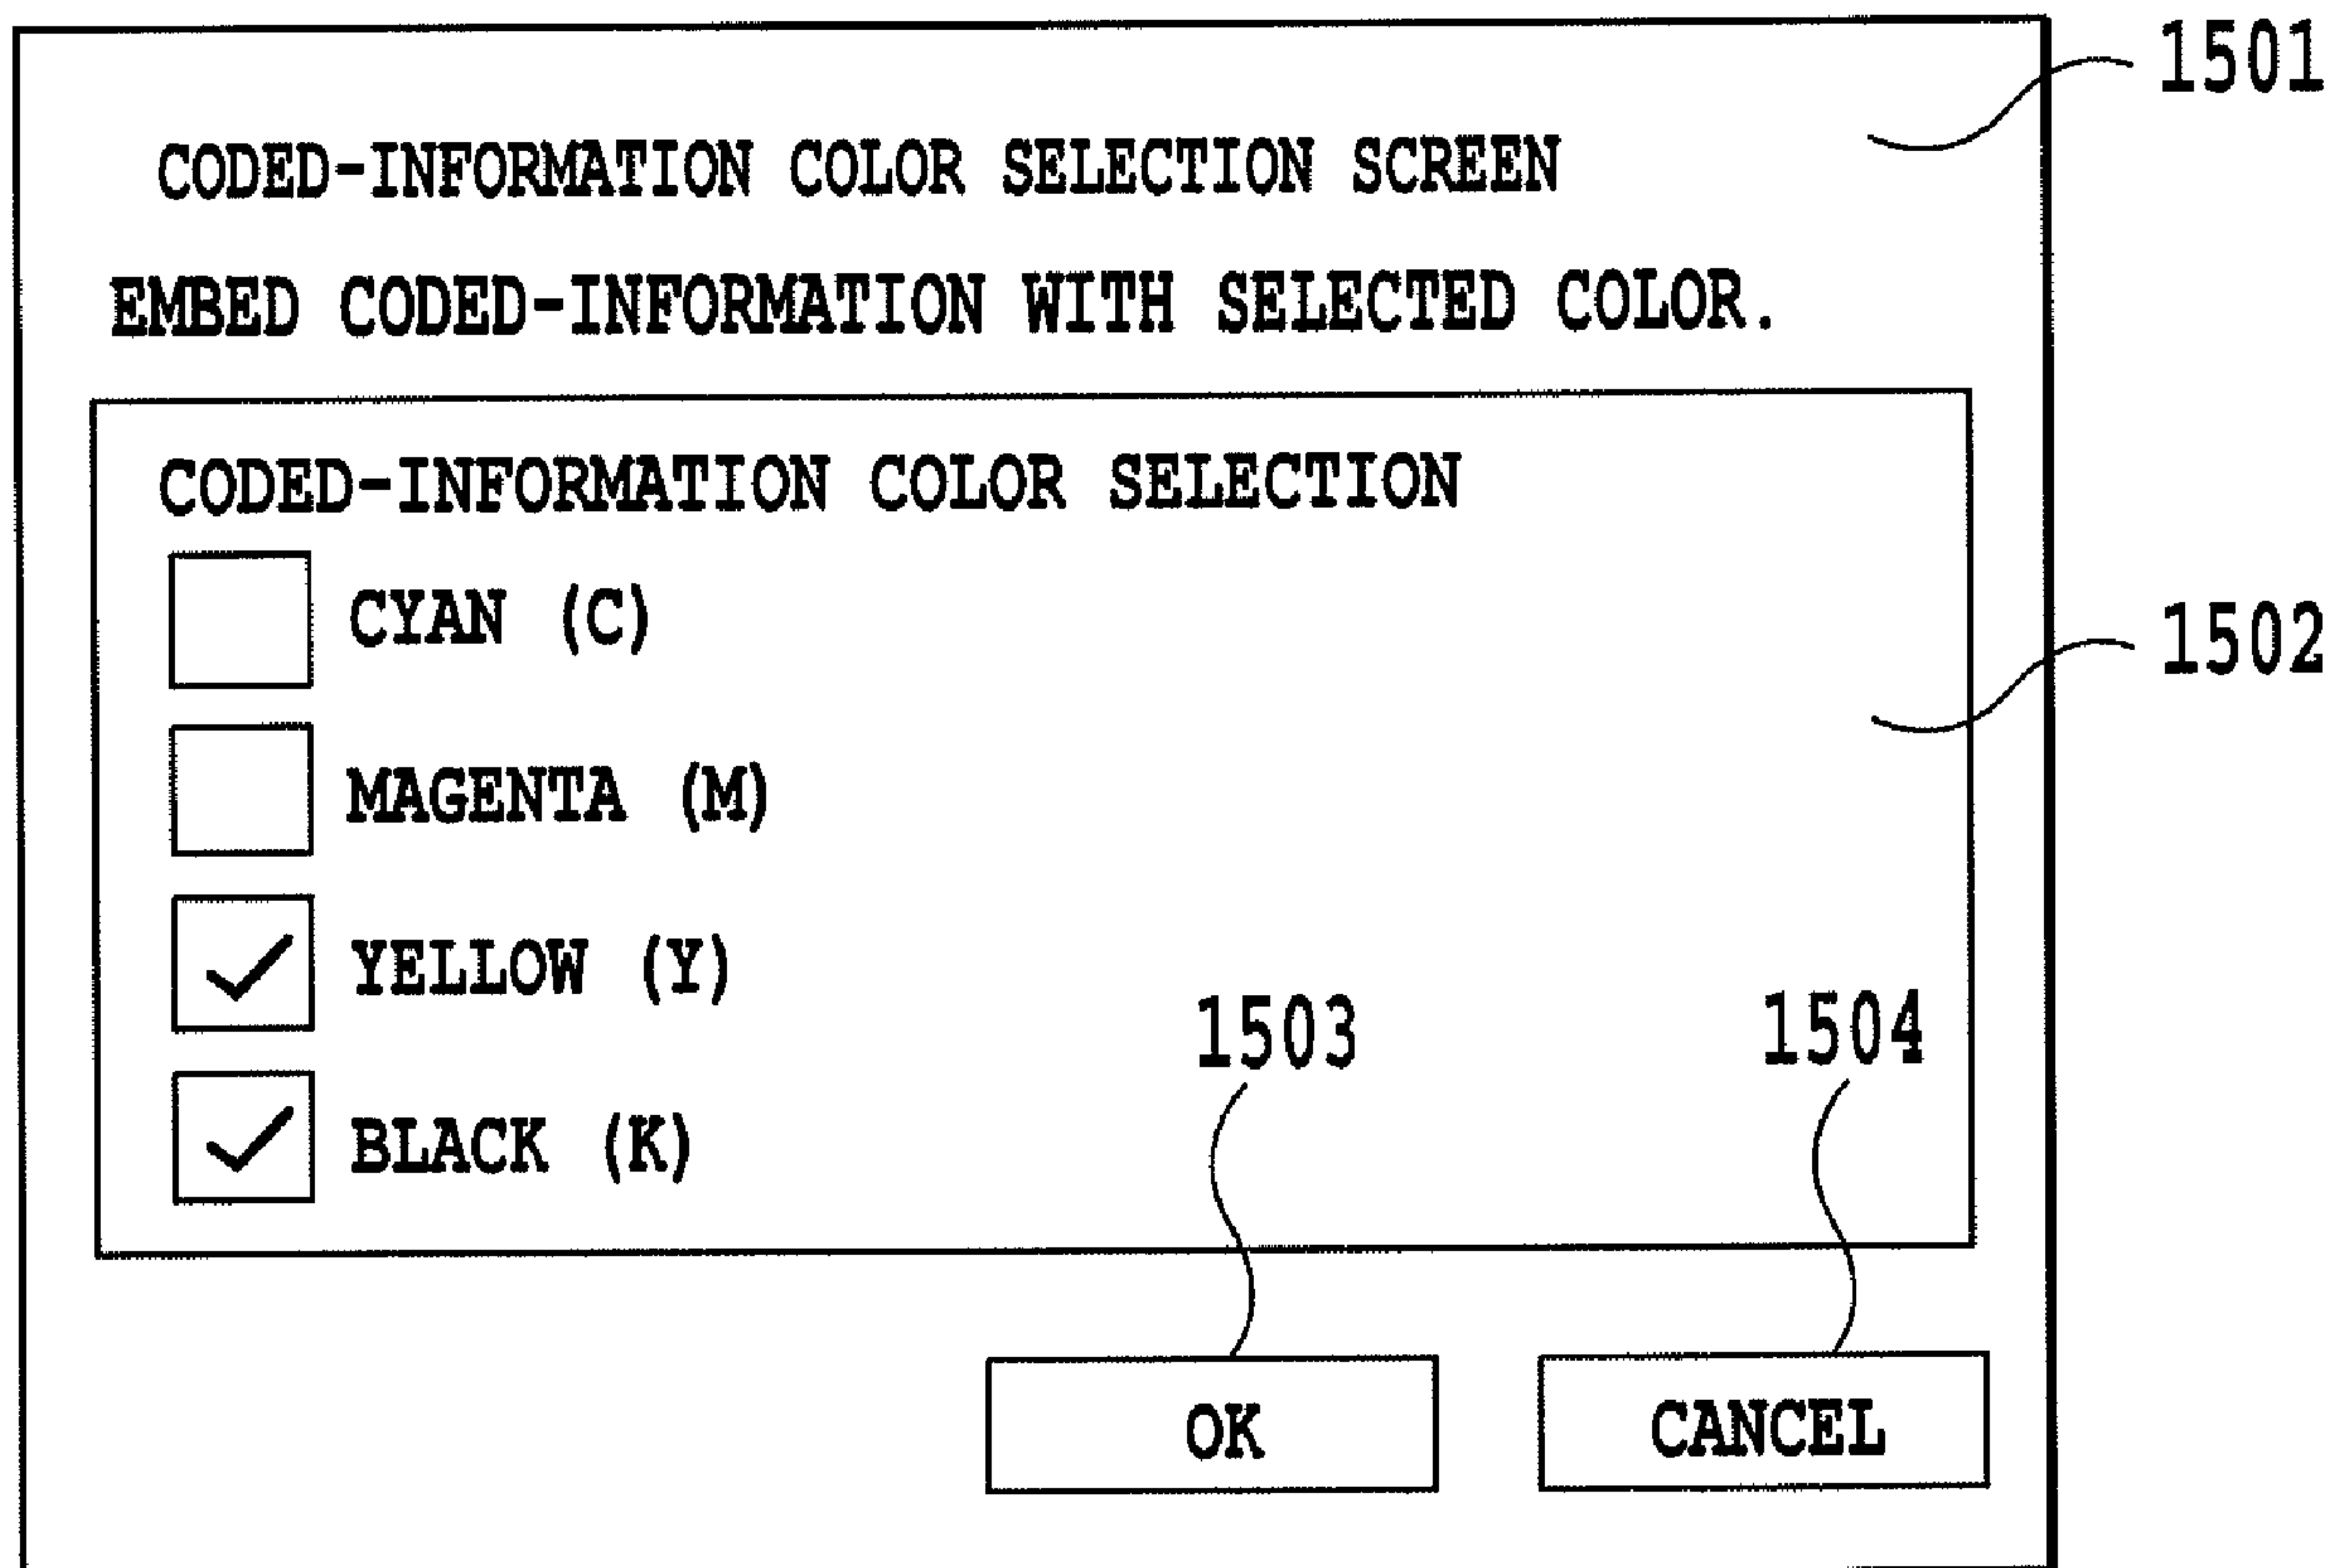 1501
CODED-INFORMATION COLOR SELECTION SCREEN
EMBED CODED-INFORMATION WITH SELECTED COLOR.
CODED-INFORMATION COLOR SELECTION
CYAN (C)
1502
MAGENTA (M)
YELLOW (Y)
1503
1504
BLACK (K)
OK
CANCEL